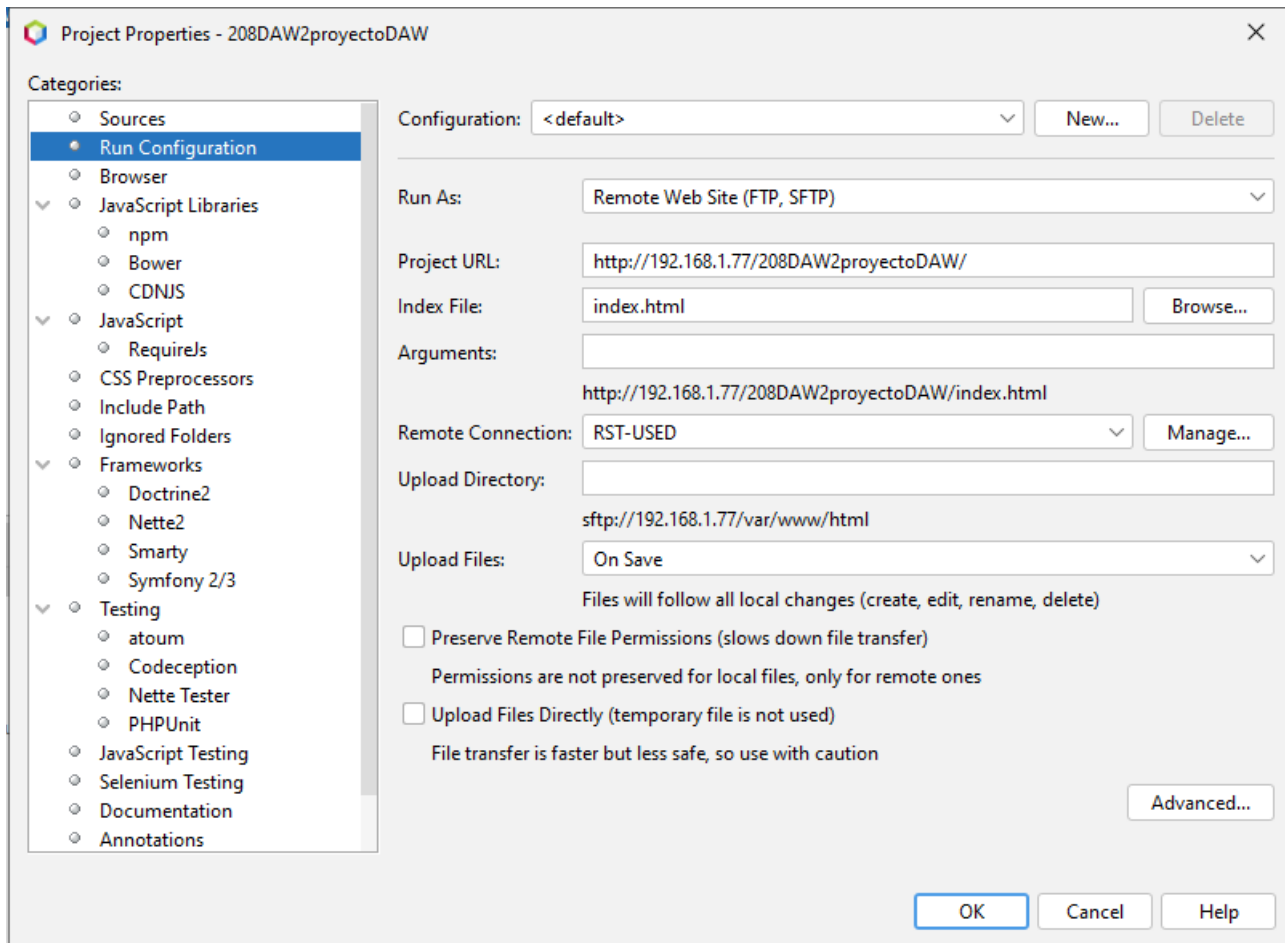 Project Properties - 208DAW2proyectoDAW
Categories:
Sources
Run Configuration
Browser
JavaScript Libraries
npm
Bower
CDNJS
JavaScript
RequireJs
CSS Preprocessors
Include Path
Ignored Folders
Frameworks
Doctrine2
Nette2
Smarty
Symfony 2/3
Testing
atoum
Codeception
Nette Tester
PHPUnit
JavaScript Testing
Selenium Testing
Documentation
Annotations
Configuration: <default> New... Delete
Run As: Remote Web Site (FTP, SFTP)
Project URL: http://192.168.1.77/208DAW2proyectoDAW/
Index File: index.html Browse...
Arguments:
http://192.168.1.77/208DAW2proyectoDAW/index.html
Remote Connection: RST-USED Manage...
Upload Directory:
sftp://192.168.1.77/var/www/html
Upload Files: On Save
Files will follow all local changes (create, edit, rename, delete)
Preserve Remote File Permissions (slows down file transfer)
Permissions are not preserved for local files, only for remote ones
Upload Files Directly (temporary file is not used)
File transfer is faster but less safe, so use with caution
Advanced...
OK Cancel Help